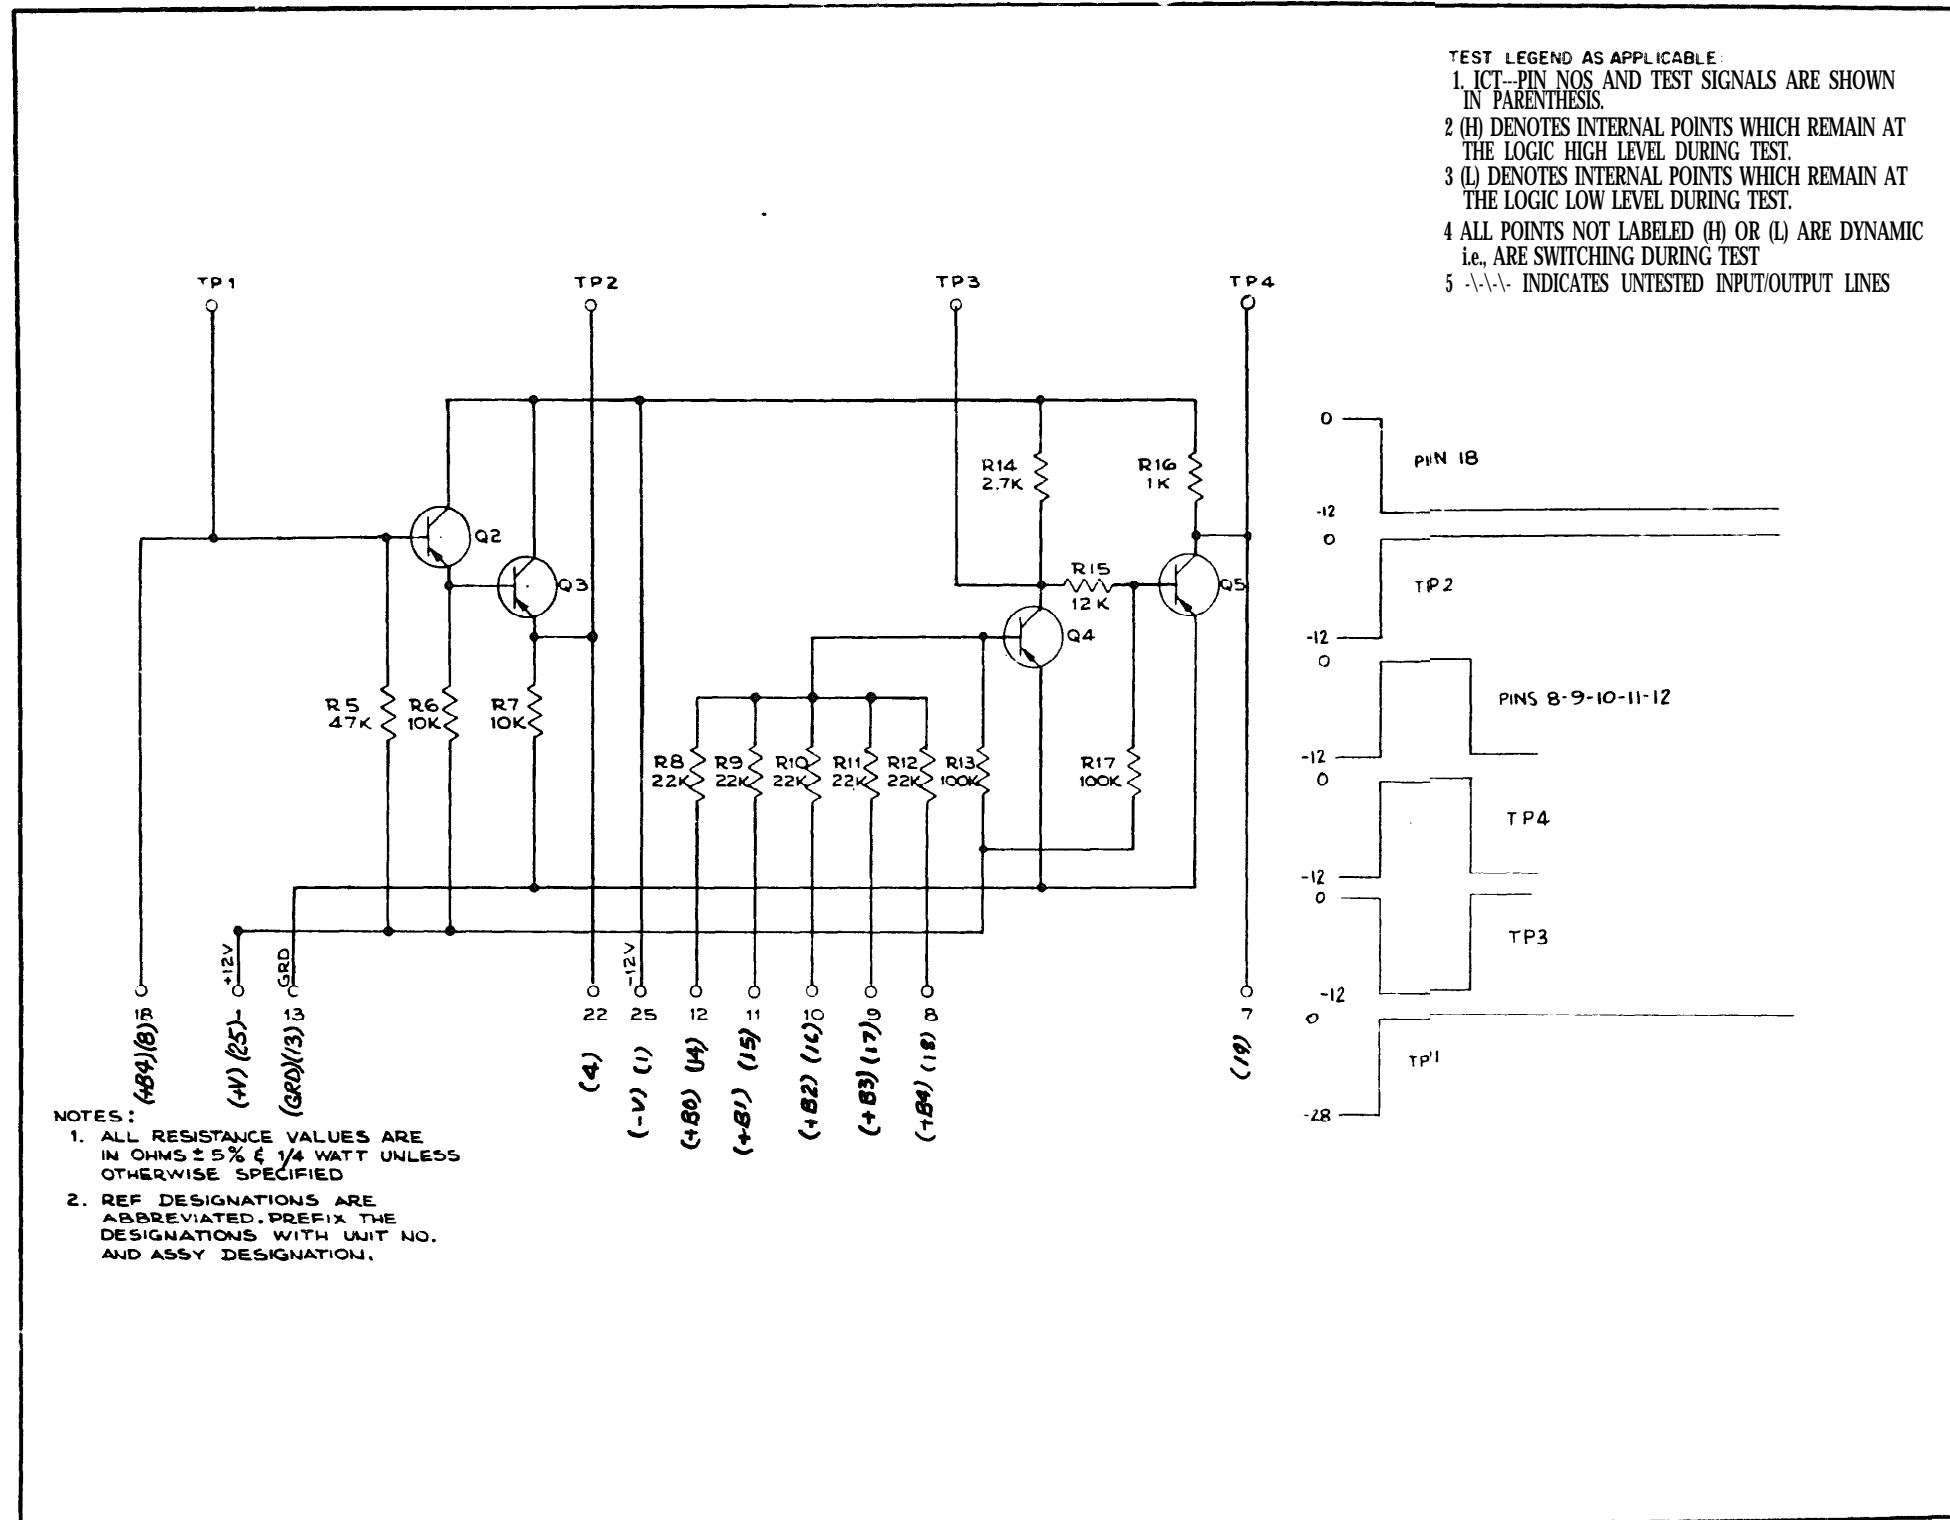 TEST LEGEND AS APPLICABLE:
1. ICT---PIN NOS AND TEST SIGNALS ARE SHOWN
IN PARENTHESIS.
2 (H) DENOTES INTERNAL POINTS WHICH REMAIN AT
THE LOGIC HIGH LEVEL DURING TEST.
3 (L) DENOTES INTERNAL POINTS WHICH REMAIN AT
THE LOGIC LOW LEVEL DURING TEST.
4 ALL POINTS NOT LABELED (H) OR (L) ARE DYNAMIC
i.e., ARE SWITCHING DURING TEST
5 -\-\-\- INDICATES UNTESTED INPUT/OUTPUT LINES
TP1
TP2
TP3
TP4
R14
2.7K
R16
1K
Q2
Q3
R15
12K
Q5
Q4
R5
47K
R6
10K
R7
10K
R8
22K
R9
22K
R10
22K
R11
22K
R12
22K
R13
100K
R17
100K
+12V
GRD
-12V
18
1
13
22
25
12
11
10
9
8
7
(+B4)(8)
(+V)(25)
(GRD)(13)
(4)
(-V) (1)
(+B0) (14)
(+B1) (15)
(+B2) (16)
(+B3) (17)
(+B4) (18)
(19)
0
PIN 18
-12
0
TP2
-12
0
PINS 8-9-10-11-12
-12
0
TP4
-12
0
TP3
-12
0
TP1
-28
NOTES:
1. ALL RESISTANCE VALUES ARE
IN OHMS ± 5% & 1/4 WATT UNLESS
OTHERWISE SPECIFIED
2. REF DESIGNATIONS ARE
ABBREVIATED. PREFIX THE
DESIGNATIONS WITH UNIT NO.
AND ASSY DESIGNATION.